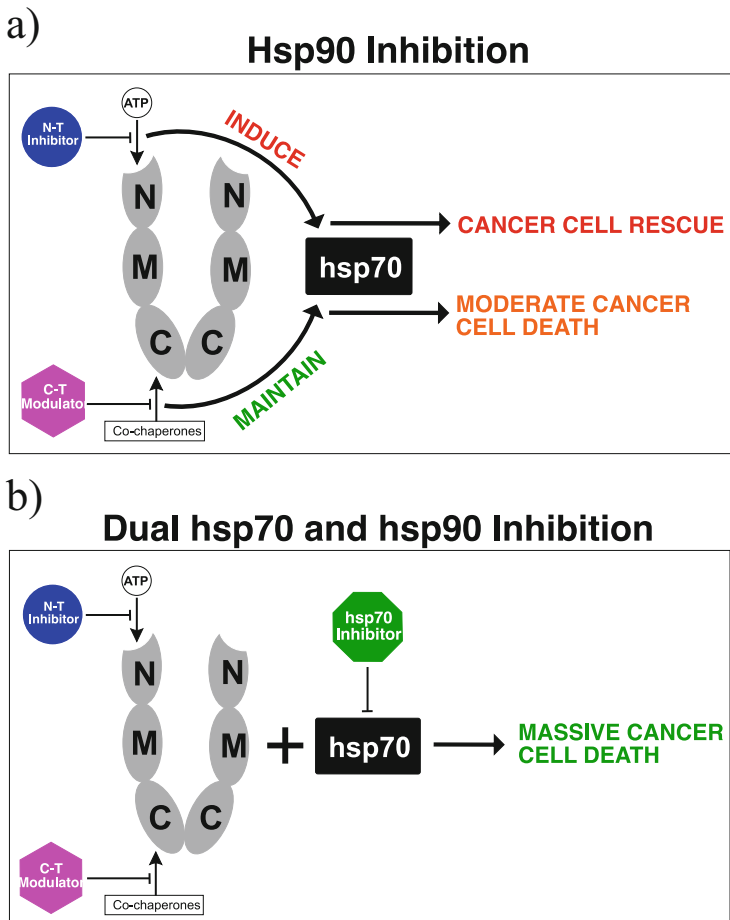 a)
Hsp90 Inhibition
ATP
N-T
Inhibitor
INDUCE
N N
CANCER CELL RESCUE
M M
hsp70
MODERATE CANCER
CELL DEATH
C C
MAINTAIN
C-T
Modulator
Co-chaperones
b)
Dual hsp70 and hsp90 Inhibition
ATP
N-T
Inhibitor
hsp70
Inhibitor
N N
M M
+
hsp70
MASSIVE CANCER
CELL DEATH
C C
C-T
Modulator
Co-chaperones